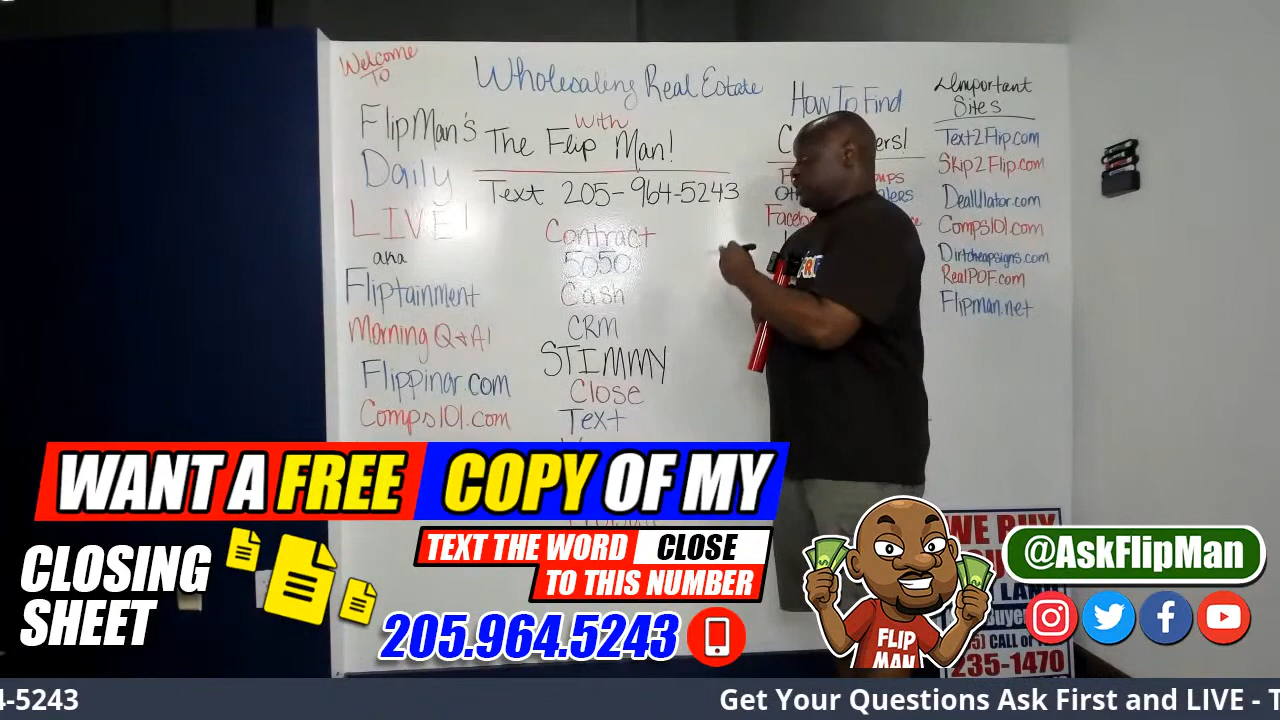 Welcome
To
FlipMan's
Daily
LIVE!
aka
Fliptainment
Morning Q&A!
Flippinar.com
Comps101.com
Wholesaling Real Estate
With
The Flip Man!
Text 205-964-5243
Contract
5050
Cash
CRM
STIMMY
Close
Text
How To Find
Important
Sites
Text2Flip.com
Skip2Flip.com
DealUlator.com
Comps101.com
Dirtcheapsigns.com
RealPOF.com
Flipman.net
WANT A FREE COPY OF MY
CLOSING
SHEET
TEXT THE WORD CLOSE
TO THIS NUMBER
205.964.5243
FLIP
MAN
WE BUY
LAND
235-1470
@AskFlipMan
4-5243 Get Your Questions Ask First and LIVE - T